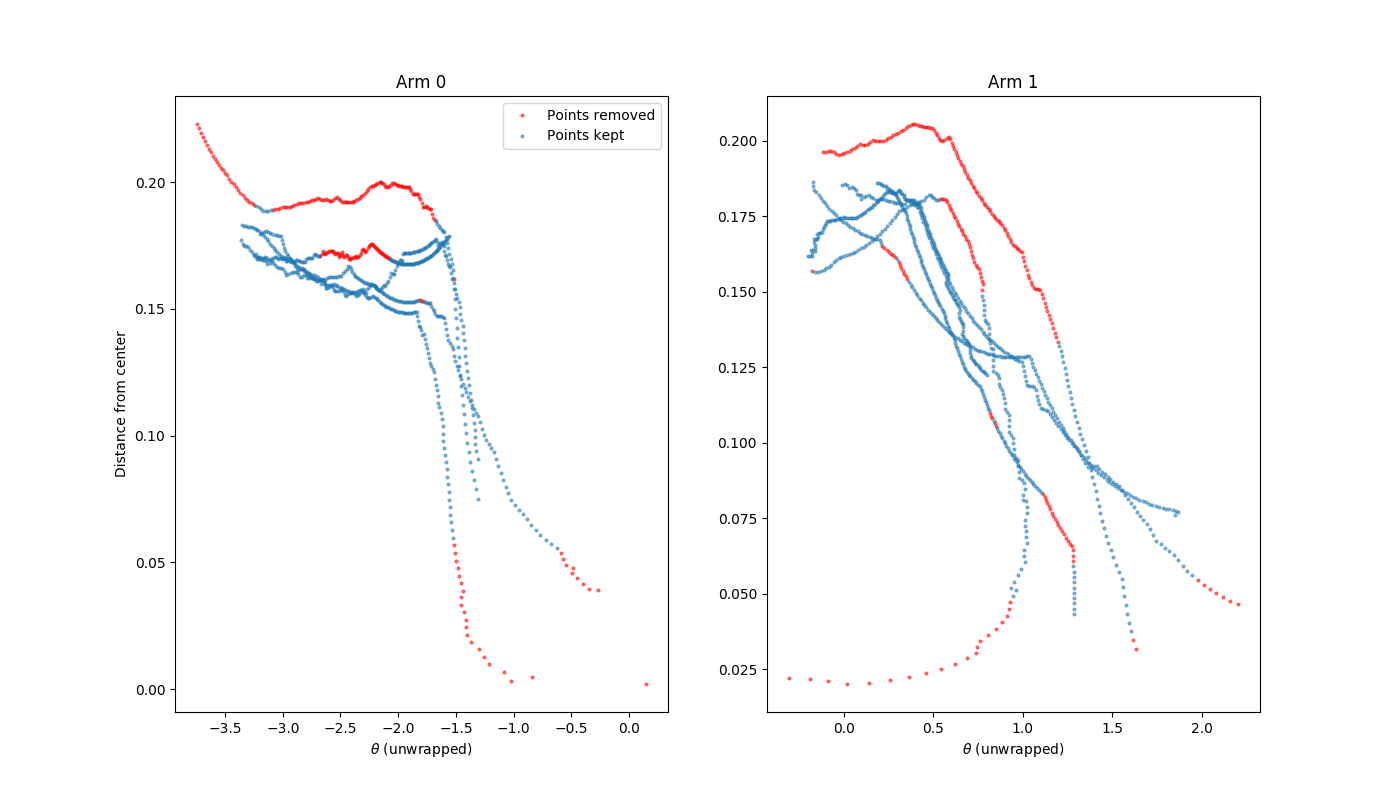 Arm 0
Points removed
Points kept
0.20
0.15
0.10
0.05
0.00
Distance from center
−3.5 −3.0 −2.5 −2.0 −1.5 −1.0 −0.5 0.0
θ (unwrapped)
Arm 1
0.200
0.175
0.150
0.125
0.100
0.075
0.050
0.025
0.0 0.5 1.0 1.5 2.0
θ (unwrapped)